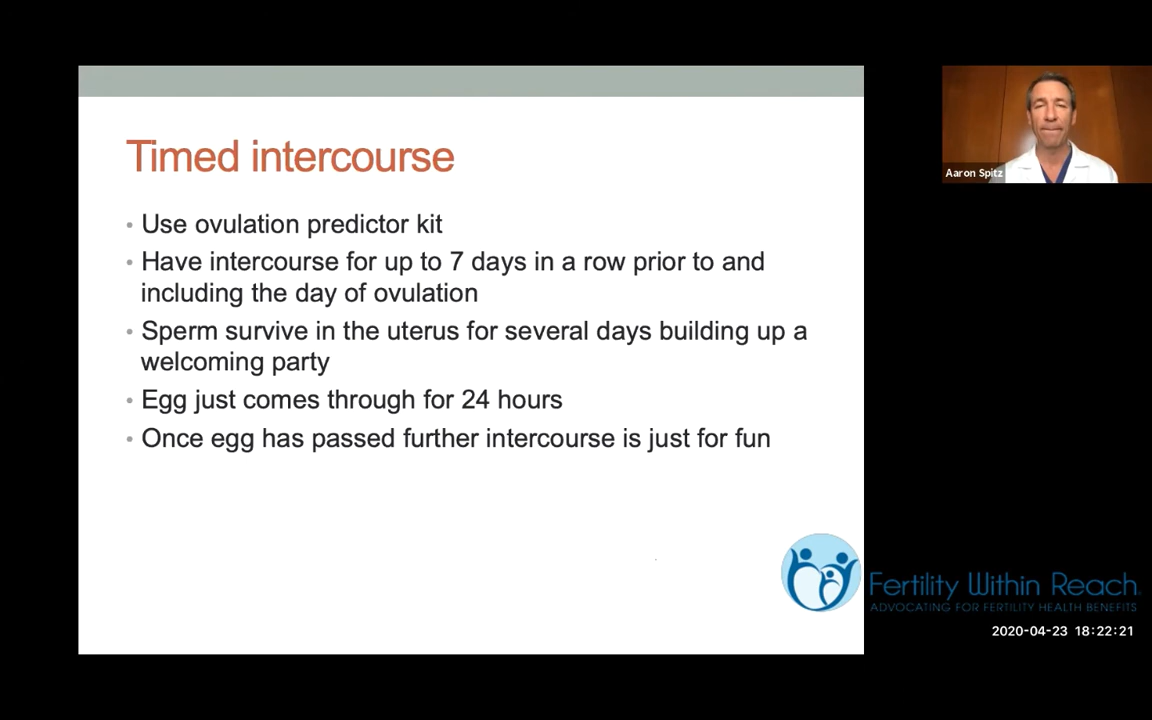 Timed intercourse
• Use ovulation predictor kit
• Have intercourse for up to 7 days in a row prior to and
including the day of ovulation
• Sperm survive in the uterus for several days building up a
welcoming party
• Egg just comes through for 24 hours
• Once egg has passed further intercourse is just for fun
Aaron Spitz
Fertility Within Reach®
ADVOCATING FOR FERTILITY HEALTH BENEFITS
2020-04-23 18:22:21